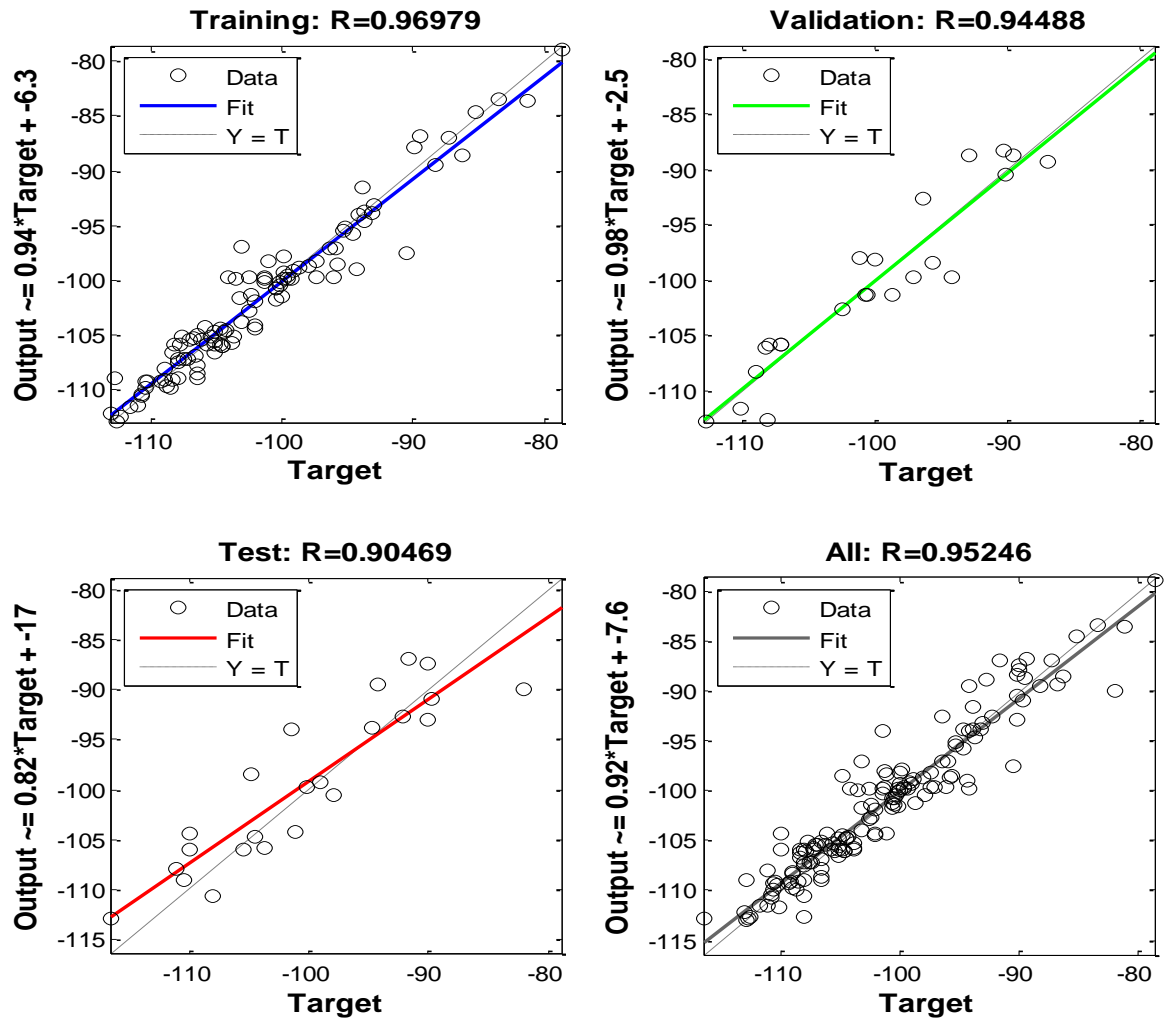 Training: R=0.96979
Output ~= 0.94*Target + -6.3
Data
Fit
Y = T
-80
-85
-90
-95
-100
-105
-110
-110
-100
-90
-80
Target
Validation: R=0.94488
Output ~= 0.98*Target + -2.5
Data
Fit
Y = T
-80
-85
-90
-95
-100
-105
-110
-110
-100
-90
-80
Target
Test: R=0.90469
Output ~= 0.82*Target + -17
Data
Fit
Y = T
-80
-85
-90
-95
-100
-105
-110
-115
-110
-100
-90
-80
Target
All: R=0.95246
Output ~= 0.92*Target + -7.6
Data
Fit
Y = T
-80
-85
-90
-95
-100
-105
-110
-115
-110
-100
-90
-80
Target